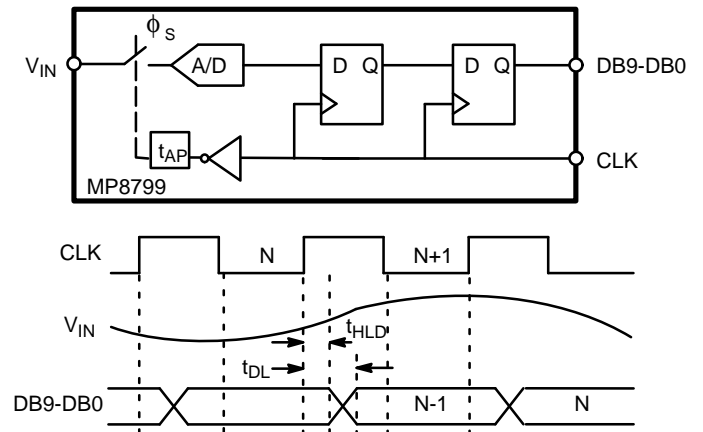 ϕS
VIN
A/D
D Q
D Q
DB9-DB0
tAP
CLK
MP8799
CLK
N
N+1
VIN
tHLD
tDL
DB9-DB0
N-1
N